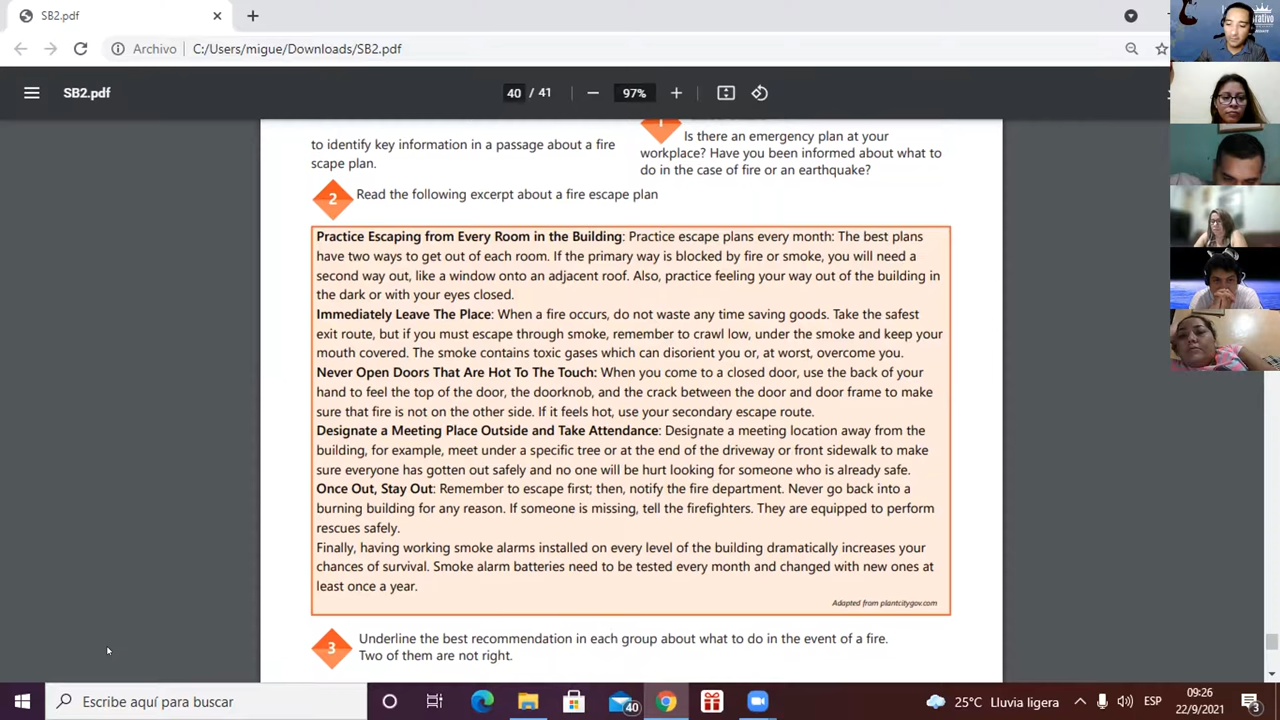 SB2.pdf
Archivo
C:/Users/migue/Downloads/SB2.pdf
SB2.pdf
40 / 41
97%
to identify key information in a passage about a fire
scape plan.
1
Is there an emergency plan at your
workplace? Have you been informed about what to
do in the case of fire or an earthquake?
2
Read the following excerpt about a fire escape plan
Practice Escaping from Every Room in the Building: Practice escape plans every month: The best plans
have two ways to get out of each room. If the primary way is blocked by fire or smoke, you will need a
second way out, like a window onto an adjacent roof. Also, practice feeling your way out of the building in
the dark or with your eyes closed.
Immediately Leave The Place: When a fire occurs, do not waste any time saving goods. Take the safest
exit route, but if you must escape through smoke, remember to crawl low, under the smoke and keep your
mouth covered. The smoke contains toxic gases which can disorient you or, at worst, overcome you.
Never Open Doors That Are Hot To The Touch: When you come to a closed door, use the back of your
hand to feel the top of the door, the doorknob, and the crack between the door and door frame to make
sure that fire is not on the other side. If it feels hot, use your secondary escape route.
Designate a Meeting Place Outside and Take Attendance: Designate a meeting location away from the
building, for example, meet under a specific tree or at the end of the driveway or front sidewalk to make
sure everyone has gotten out safely and no one will be hurt looking for someone who is already safe.
Once Out, Stay Out: Remember to escape first; then, notify the fire department. Never go back into a
burning building for any reason. If someone is missing, tell the firefighters. They are equipped to perform
rescues safely.
Finally, having working smoke alarms installed on every level of the building dramatically increases your
chances of survival. Smoke alarm batteries need to be tested every month and changed with new ones at
least once a year.
Adapted from plantcitygov.com
3
Underline the best recommendation in each group about what to do in the event of a fire.
Two of them are not right.
Escribe aquí para buscar
40
25°C Lluvia ligera
ESP
09:26
22/9/2021
3